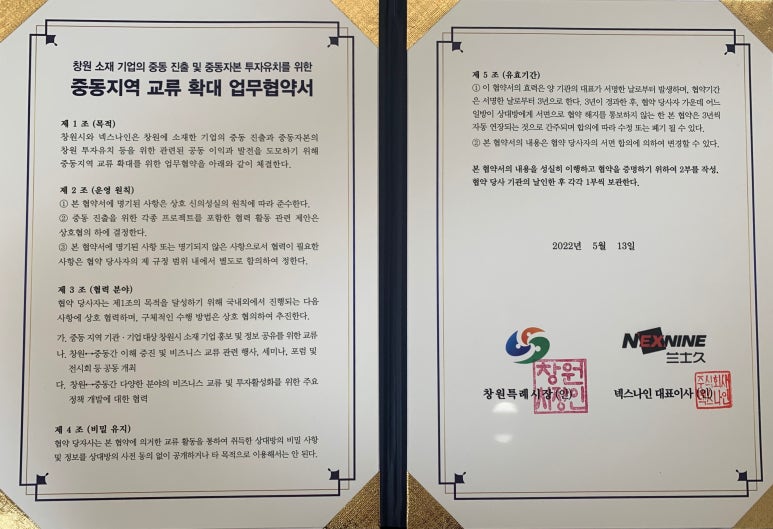 창원 소재 기업의 중동 진출 및 중동자본 투자유치를 위한
중동지역 교류 확대 업무협약서
제 1 조 (목적)
창원시와 넥스나인은 창원에 소재한 기업의 중동 진출과 중동자본의
창원 투자유치 등을 위한 관련된 공동 이익과 발전을 도모하기 위해
중동지역 교류 확대를 위한 업무협약을 아래와 같이 체결한다.
제 2 조 (운영 원칙)
① 본 협약서에 명기된 사항은 상호 신의성실의 원칙에 따라 준수한다.
② 중동 진출을 위한 각종 프로젝트를 포함한 협력 활동 관련 제안은
상호협의 하에 결정한다.
③ 본 협약서에 명기된 사항 또는 명기되지 않은 사항으로서 협력이 필요한
사항은 협약 당사자의 제 규정 범위 내에서 별도로 합의하여 정한다.
제 3 조 (협력 분야)
협약 당사자는 제1조의 목적을 달성하기 위해 국내외에서 진행되는 다음
사항에 상호 협력하며, 구체적인 수행 방법은 상호 협의하여 추진한다.
가. 중동 지역 기관·기업 대상 창원시 소재 기업 홍보 및 정보 공유를 위한 교류
나. 창원↔중동간 이해 증진 및 비즈니스 교류 관련 행사, 세미나, 포럼 및
전시회 등 공동 개최
다. 창원↔중동간 다양한 분야의 비즈니스 교류 및 투자활성화를 위한 주요
정책 개발에 대한 협력
제 4 조 (비밀 유지)
협약 당자사는 본 협약에 의거한 교류 활동을 통하여 취득한 상대방의 비밀 사항
및 정보를 상대방의 사전 동의 없이 공개하거나 타 목적으로 이용해서는 안 된다.
제 5 조 (유효기간)
① 이 협약서의 효력은 양 기관의 대표가 서명한 날로부터 발생하며, 협약기간
은 서명한 날로부터 3년으로 한다. 3년이 경과한 후, 협약 당사자 가운데 어느
일방이 상대방에게 서면으로 협약 해지를 통보하지 않는 한 본 협약은 3년씩
자동 연장되는 것으로 간주되며 합의에 따라 수정 또는 폐기 될 수 있다.
② 본 협약서의 내용은 협약 당사자의 서면 합의에 의하여 변경할 수 있다.
본 협약서의 내용을 성실히 이행하고 협약을 증명하기 위하여 2부를 작성,
협약 당사 기관의 날인한 후 각각 1부씩 보관한다.
2022년 5월 13일
NEXNINE
兰士久
창원특례시장 (인)
창원
시장인
넥스나인 대표이사 (인)
주식회사
넥스나인